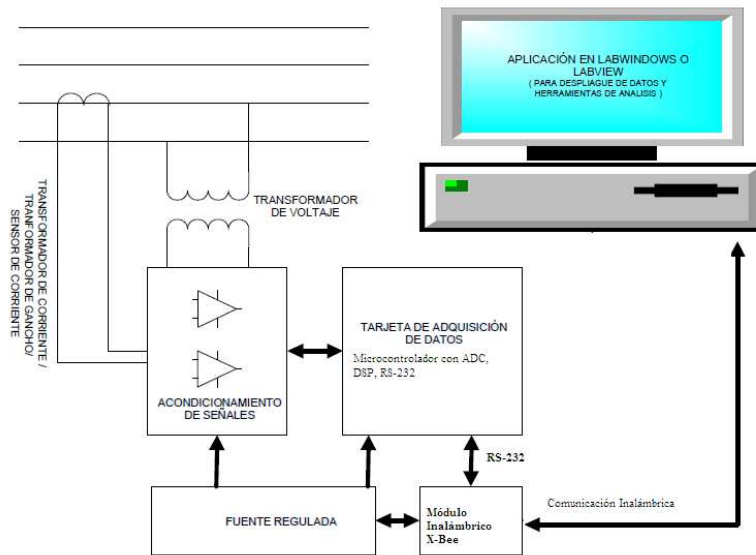 APLICACIÓN EN LABWINDOWS O
LABVIEW
( PARA DESPLIAGUE DE DATOS Y
HERRAMIENTAS DE ANALISIS )
TRANSFORMADOR DE CORRIENTE /
TRANFORMADOR DE GANCHO/
SENSOR DE CORRIENTE
TRANSFORMADOR
DE VOLTAJE
ACONDICIONAMIENTO
DE SEÑALES
TARJETA DE ADQUISICIÓN
DE DATOS
Microcontrolador con ADC,
DSP, RS-232
RS-232
FUENTE REGULADA
Módulo
Inalámbrico
X-Bee
Comunicación Inalámbrica